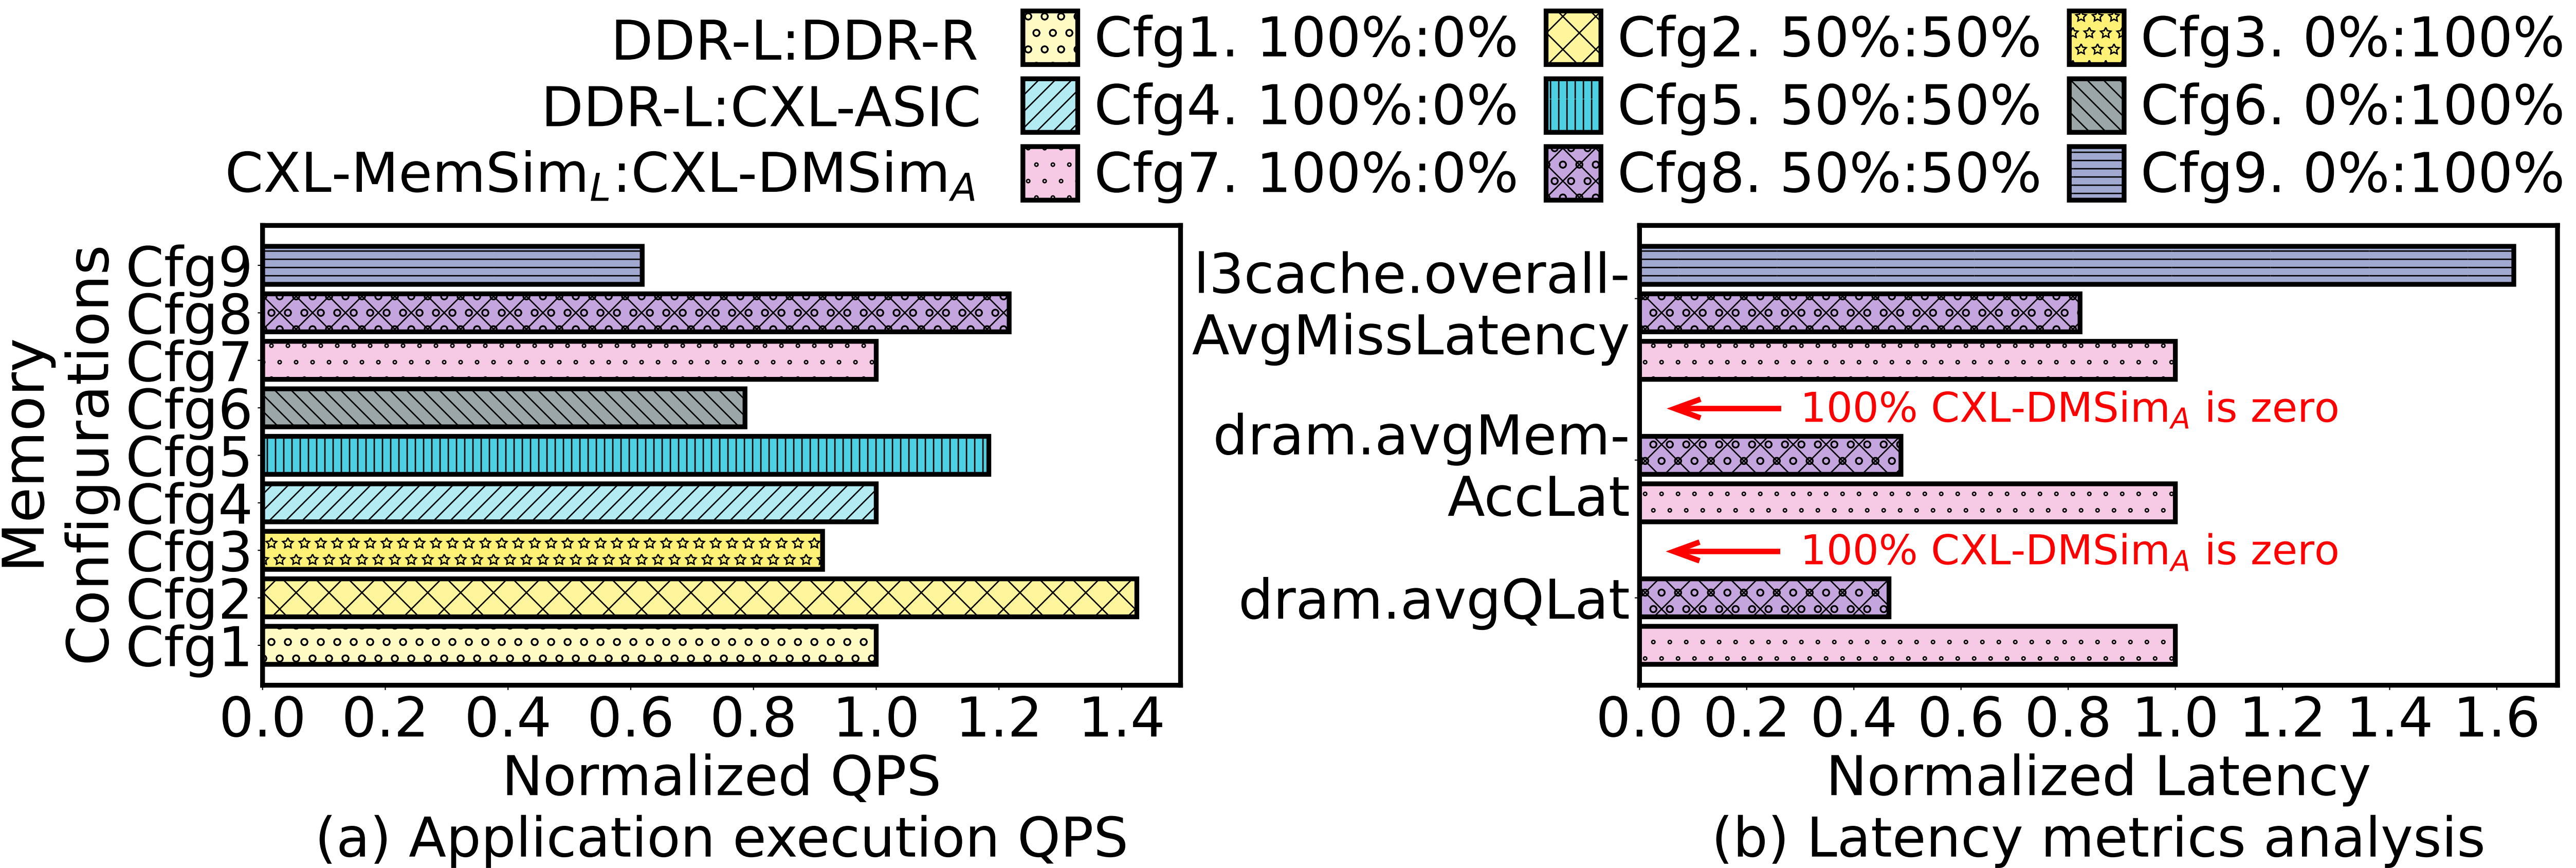 DDR-L:DDR-R Cfg1. 100%:0% Cfg2. 50%:50% Cfg3. 0%:100%
DDR-L:CXL-ASIC Cfg4. 100%:0% Cfg5. 50%:50% Cfg6. 0%:100%
CXL-MemSim_L:CXL-DMSim_A Cfg7. 100%:0% Cfg8. 50%:50% Cfg9. 0%:100%
Memory
Configurations
Cfg9
Cfg8
Cfg7
Cfg6
Cfg5
Cfg4
Cfg3
Cfg2
Cfg1
0.0 0.2 0.4 0.6 0.8 1.0 1.2 1.4
Normalized QPS
(a) Application execution QPS
l3cache.overall-
AvgMissLatency
100% CXL-DMSim_A is zero
dram.avgMem-
AccLat
100% CXL-DMSim_A is zero
dram.avgQLat
0.0 0.2 0.4 0.6 0.8 1.0 1.2 1.4 1.6
Normalized Latency
(b) Latency metrics analysis